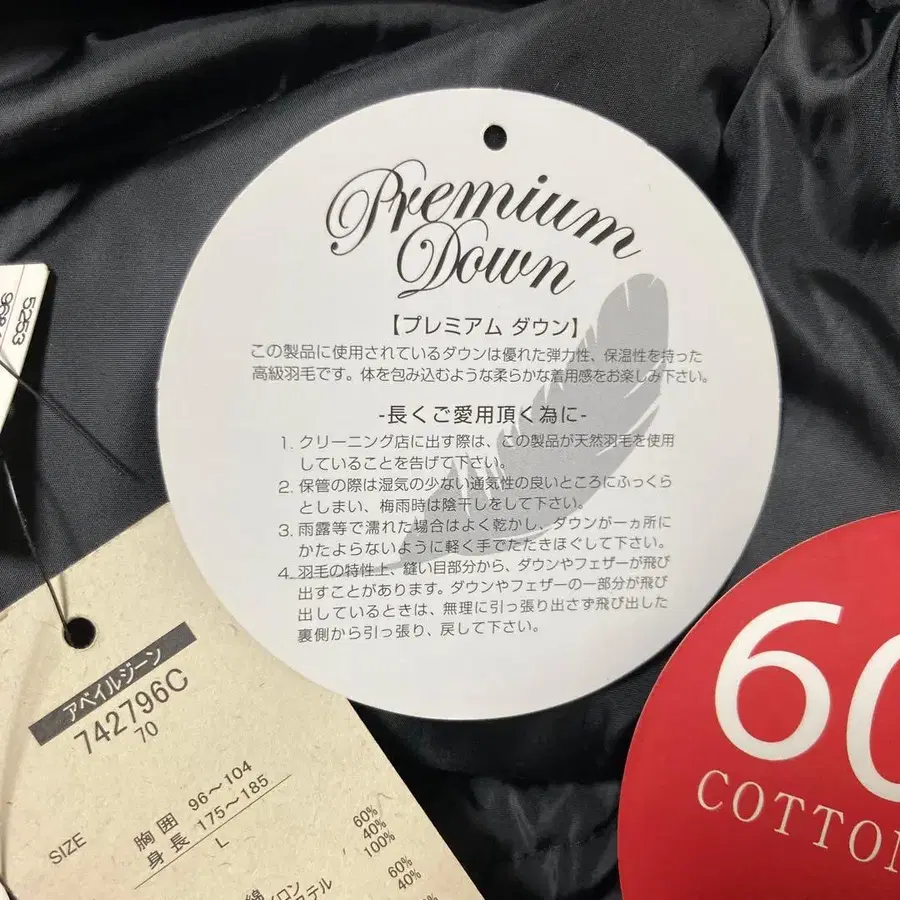 Premium
Down
【プレミアム ダウン】
この製品に使用されているダウンは優れた弾力性、保温性を持った
高級羽毛です。体を包み込むような柔らかな着用感をお楽しみ下さい。
-長くご愛用頂く為に-
1. クリーニング店に出す際は、この製品が天然羽毛を使用
していることを告げて下さい。
2. 保管の際は湿気の少ない通気性の良いところにふっくら
としまい、梅雨時は陰干しをして下さい。
3. 雨露等で濡れた場合はよく乾かし、ダウンが一ヵ所に
かたよらないように軽く手でたたきほぐして下さい。
4. 羽毛の特性上、縫い目部分から、ダウンやフェザーが飛び
出すことがあります。ダウンやフェザーの一部分が飛び
出しているときは、無理に引っ張り出さず飛び出した
裏側から引っ張り、戻して下さい。
5253
アベイルジーン
742796C
70
SIZE
胸囲 96～104
身長 175～185
L
60%
40%
100%
綿 60%
40%
60
COTTON